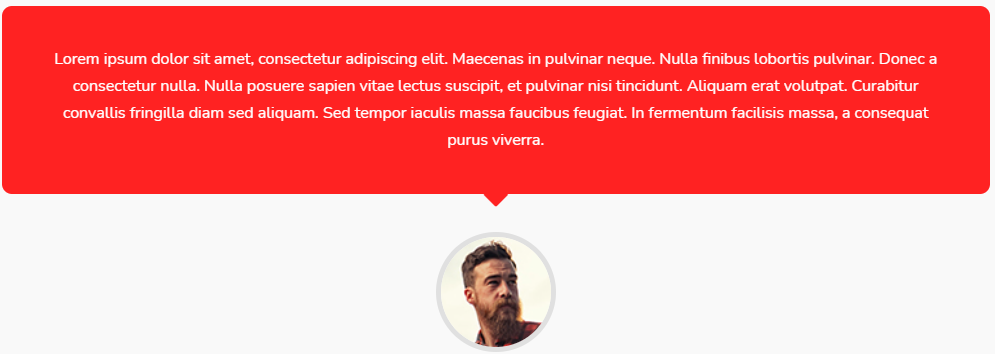 Lorem ipsum dolor sit amet, consectetur adipiscing elit. Maecenas in pulvinar neque. Nulla finibus lobortis pulvinar. Donec a
consectetur nulla. Nulla posuere sapien vitae lectus suscipit, et pulvinar nisi tincidunt. Aliquam erat volutpat. Curabitur
convallis fringilla diam sed aliquam. Sed tempor iaculis massa faucibus feugiat. In fermentum facilisis massa, a consequat
purus viverra.